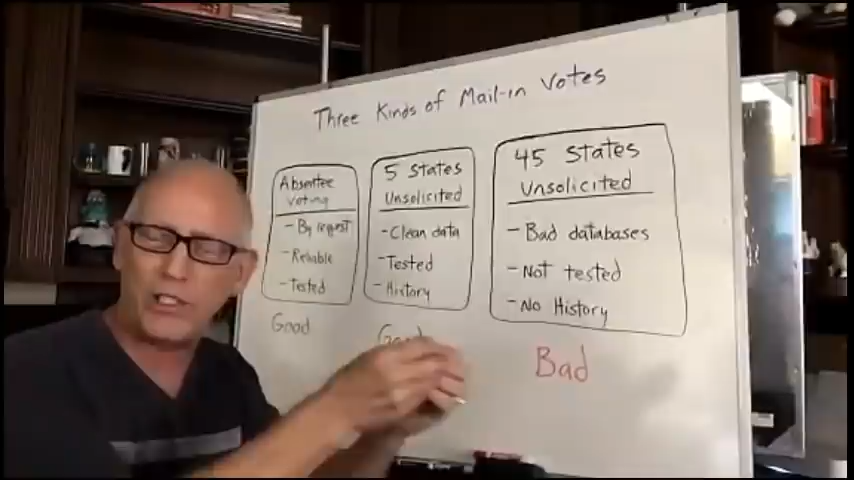 Three Kinds of Mail-in Votes
Absentee
Voting
- By request
- Reliable
- Tested
Good
5 States
Unsolicited
- Clean data
- Tested
- History
Good
45 States
Unsolicited
- Bad databases
- Not tested
- No History
Bad